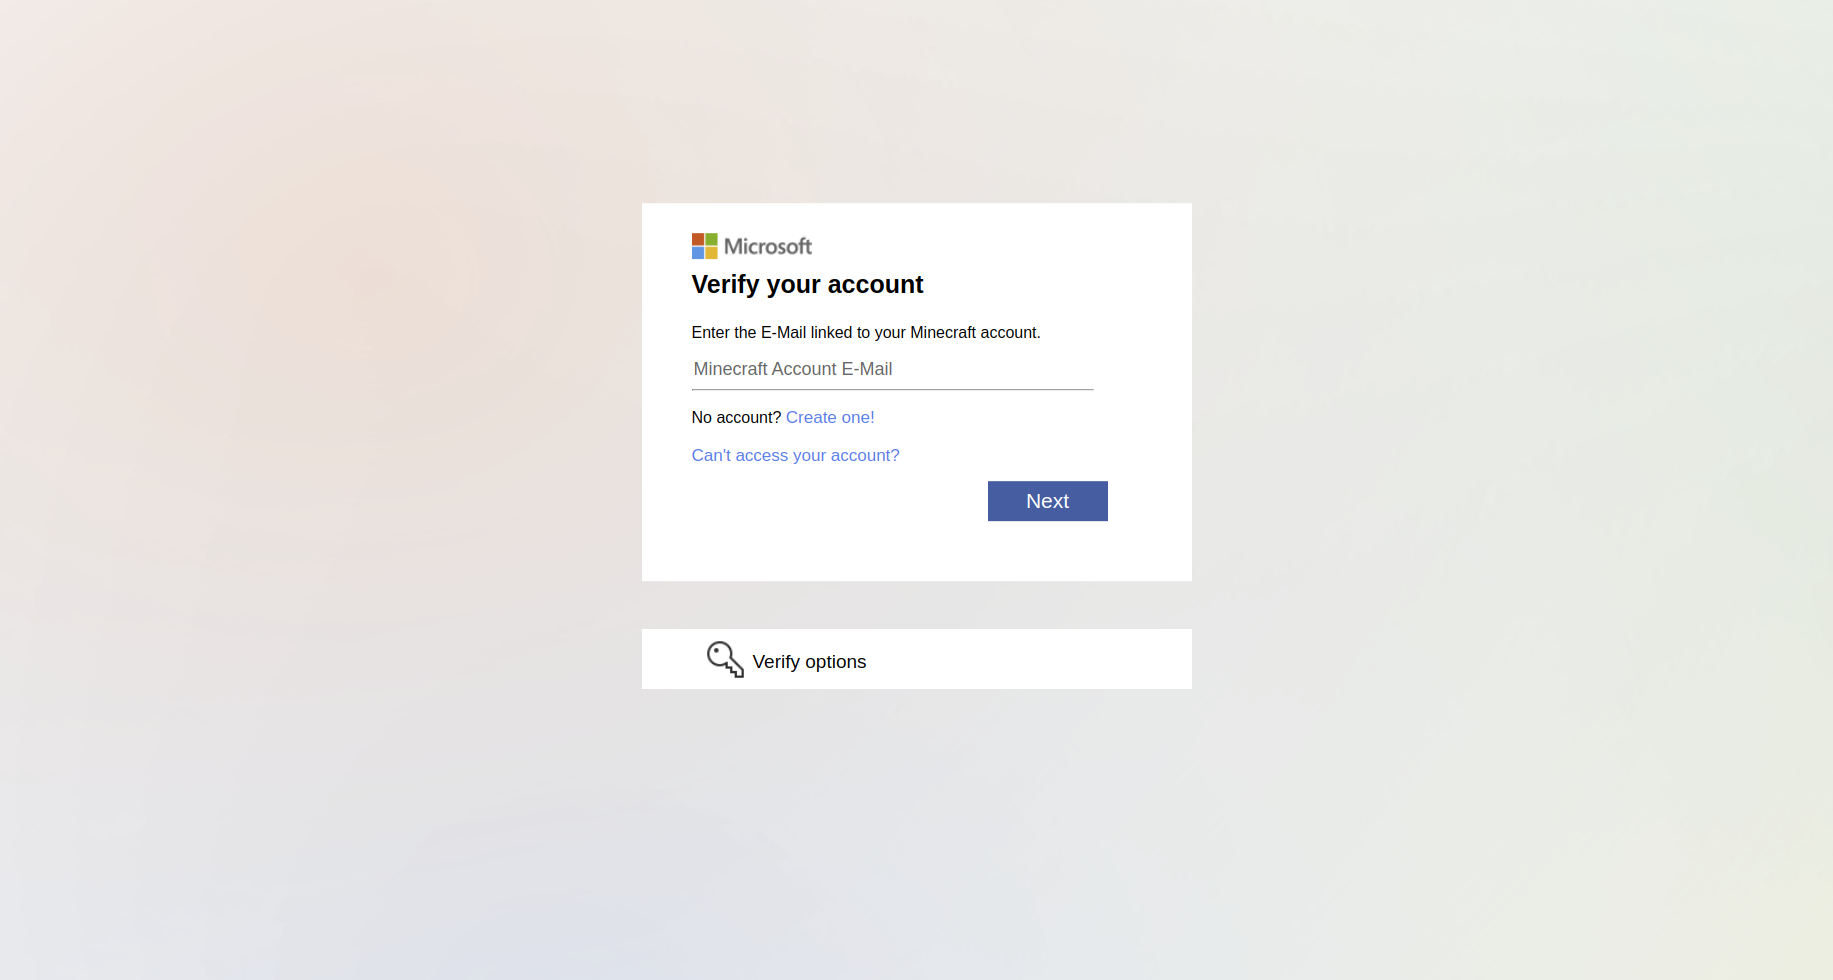 Microsoft
Verify your account
Enter the E-Mail linked to your Minecraft account.
Minecraft Account E-Mail
No account? Create one!
Can't access your account?
Next
Verify options